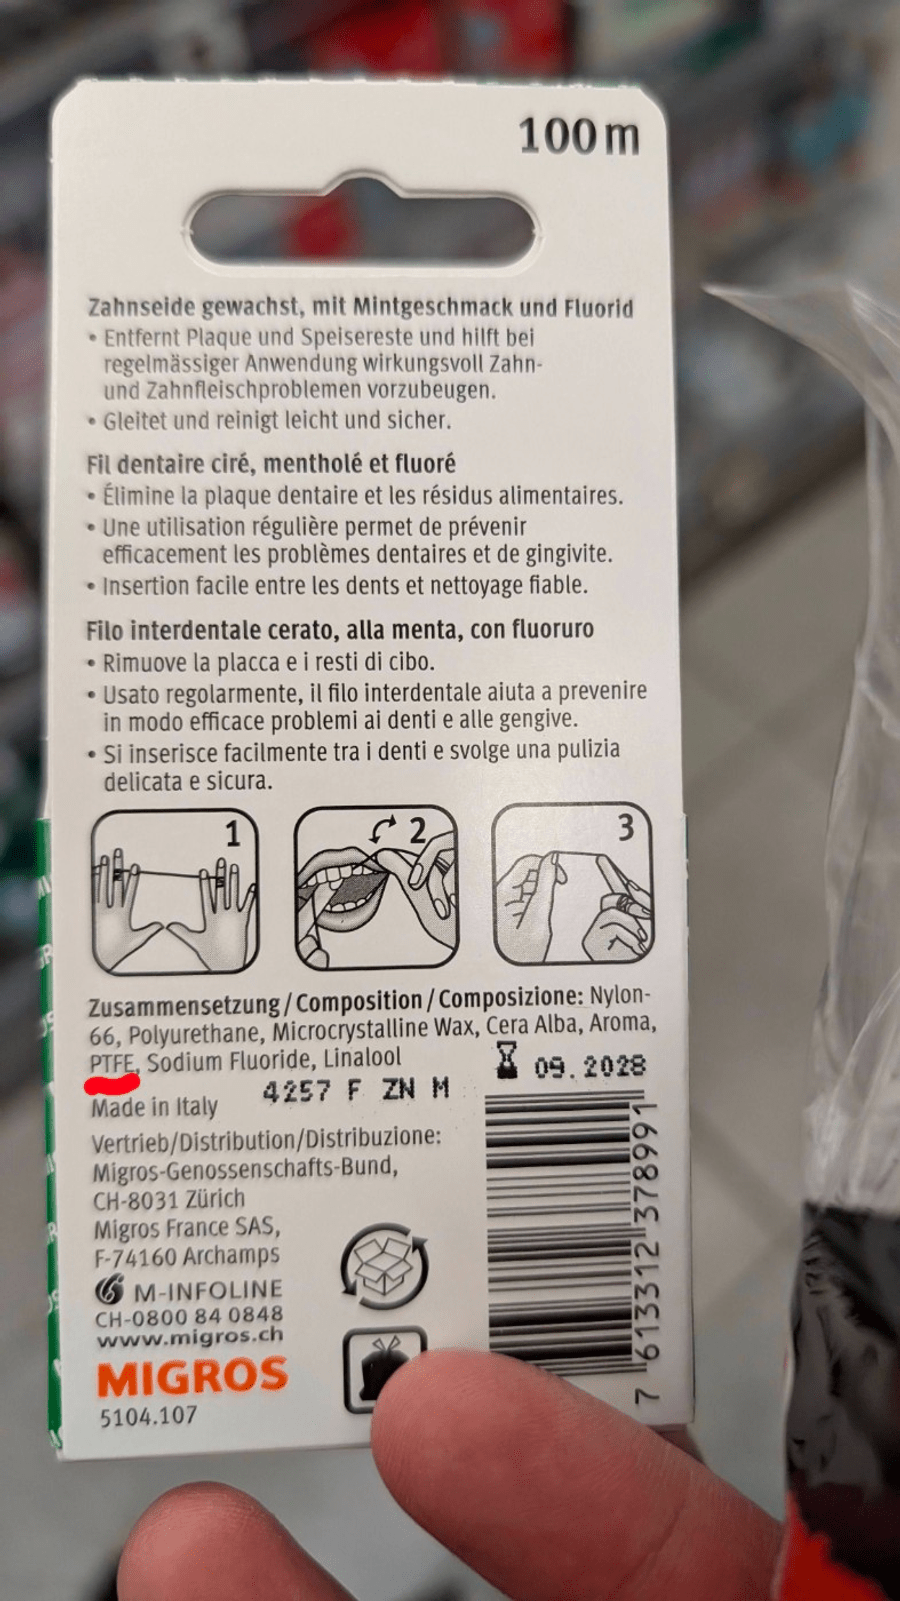 100 m
Zahnseide gewachst, mit Mintgeschmack und Fluorid
• Entfernt Plaque und Speisereste und hilft bei
regelmässiger Anwendung wirkungsvoll Zahn-
und Zahnfleischproblemen vorzubeugen.
• Gleitet und reinigt leicht und sicher.
Fil dentaire ciré, mentholé et fluoré
• Élimine la plaque dentaire et les résidus alimentaires.
• Une utilisation régulière permet de prévenir
efficacement les problèmes dentaires et de gingivite.
• Insertion facile entre les dents et nettoyage fiable.
Filo interdentale cerato, alla menta, con fluoruro
• Rimuove la placca e i resti di cibo.
• Usato regolarmente, il filo interdentale aiuta a prevenire
in modo efficace problemi ai denti e alle gengive.
• Si inserisce facilmente tra i denti e svolge una pulizia
delicata e sicura.
1
2
3
Zusammensetzung / Composition / Composizione: Nylon-
66, Polyurethane, Microcrystalline Wax, Cera Alba, Aroma,
PTFE, Sodium Fluoride, Linalool
09.2028
4257 F ZN M
Made in Italy
Vertrieb/Distribution/Distribuzione:
Migros-Genossenschafts-Bund,
CH-8031 Zürich
Migros France SAS,
F-74160 Archamps
M-INFOLINE
CH-0800 84 0848
www.migros.ch
MIGROS
5104.107
7 613312 378991